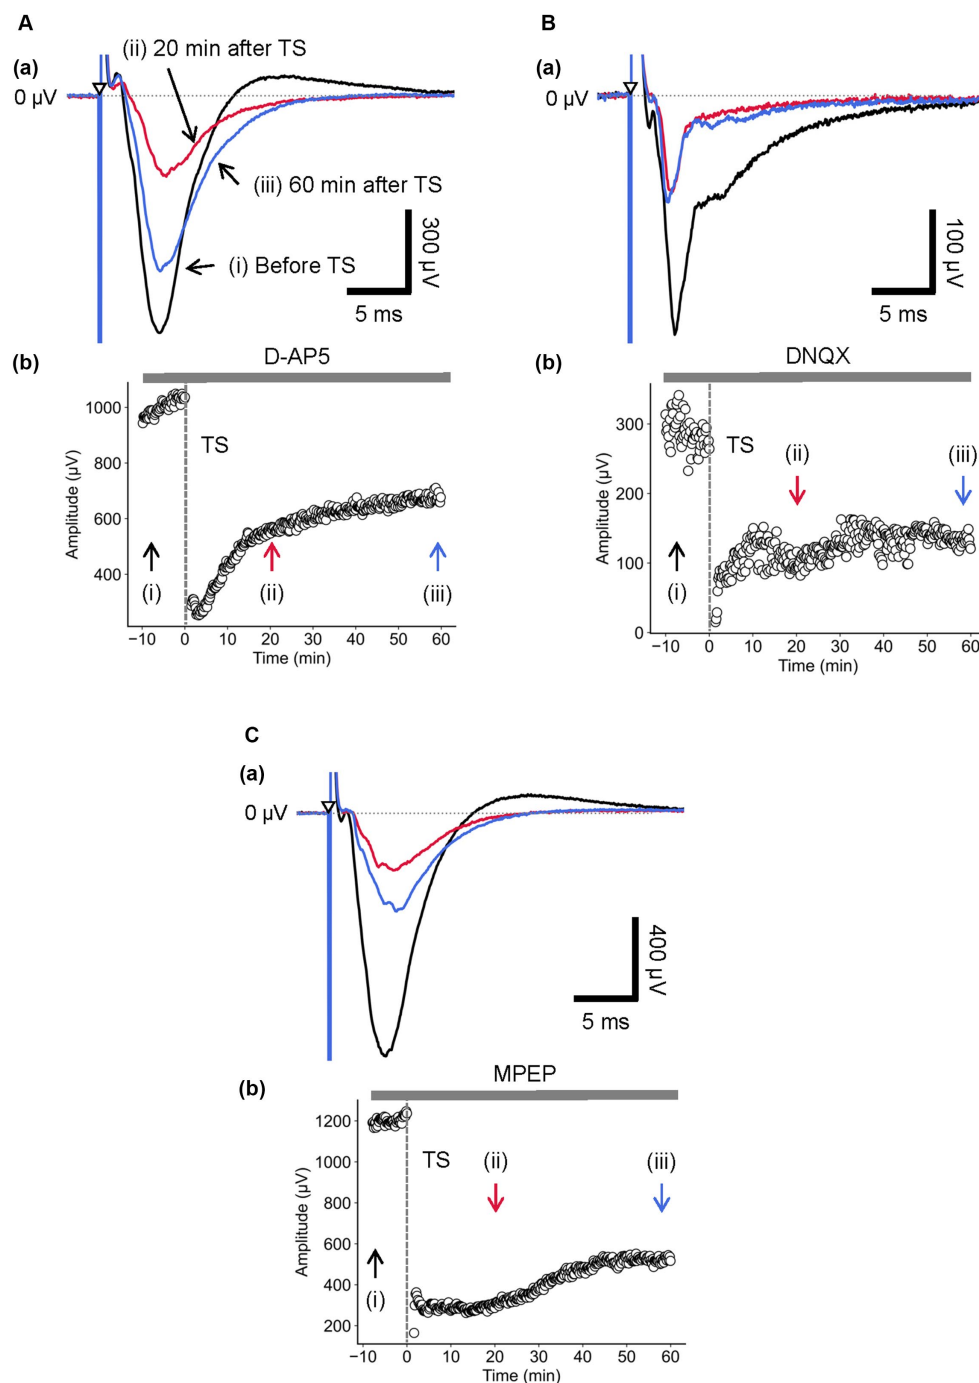 A
(a)
(ii) 20 min after TS
0 µV
(iii) 60 min after TS
(i) Before TS
300 µV
5 ms
(b)
D-AP5
TS
(i)
(ii)
(iii)
Amplitude (µV)
1000
800
600
400
−10 0 10 20 30 40 50 60
Time (min)
B
(a)
100 µV
5 ms
(b)
DNQX
TS
(i)
(ii)
(iii)
Amplitude (µV)
300
200
100
0
−10 0 10 20 30 40 50 60
Time (min)
C
(a)
0 µV
400 µV
5 ms
(b)
MPEP
TS
(i)
(ii)
(iii)
Amplitude (µV)
1200
1000
800
600
400
200
−10 0 10 20 30 40 50 60
Time (min)